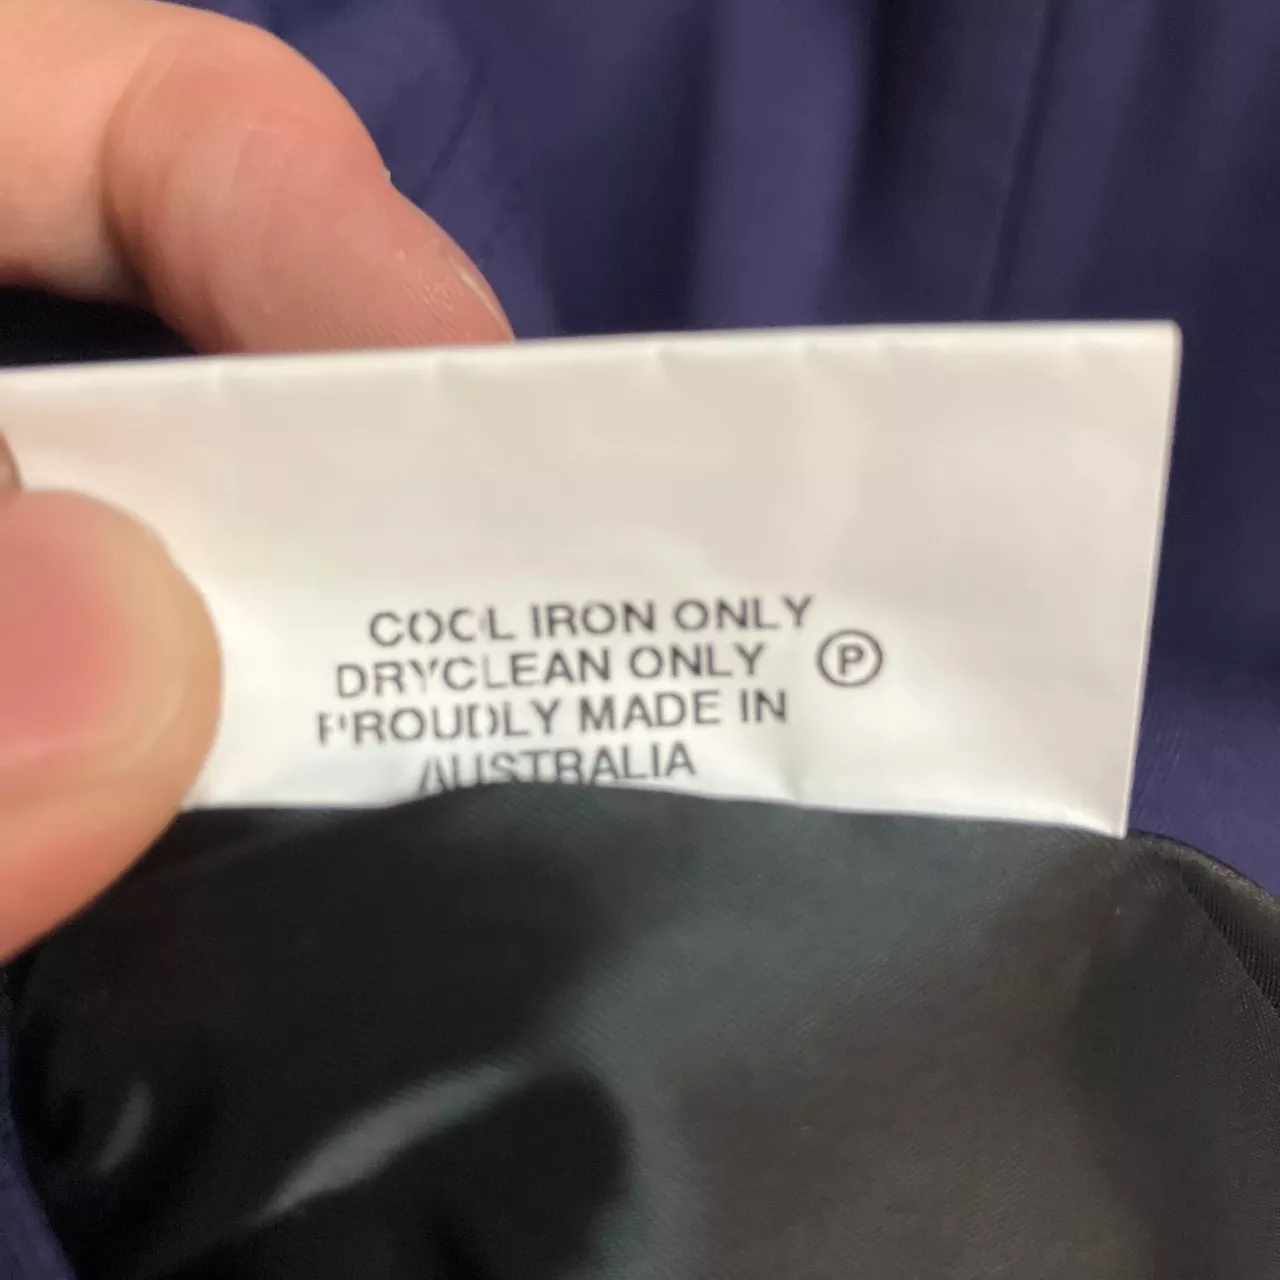 COOL IRON ONLY
DRYCLEAN ONLY Ⓟ
PROUDLY MADE IN
AUSTRALIA